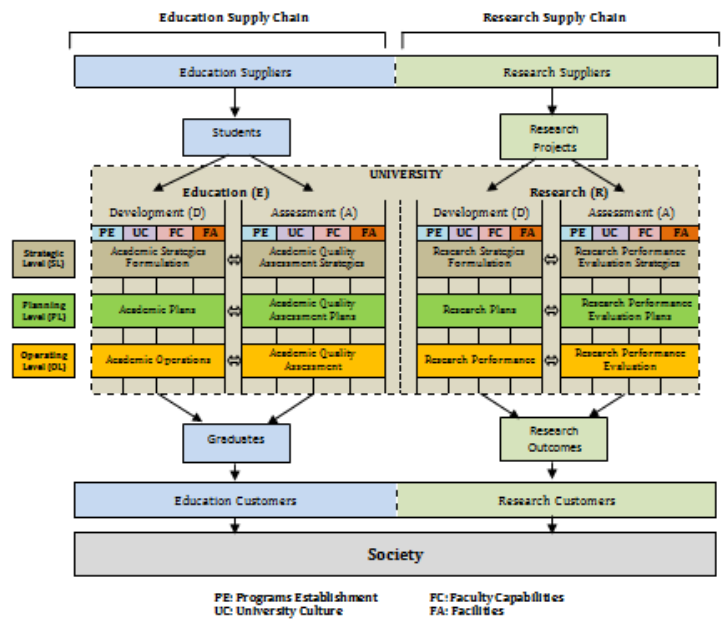 Education Supply Chain
Research Supply Chain
Education Suppliers
Research Suppliers
Students
Research
Projects
UNIVERSITY
Education (E)
Research (R)
Development (D)
Assessment (A)
Development (D)
Assessment (A)
PE UC FC FA
PE UC FC FA
PE UC FC FA
PE UC FC FA
Strategic
Level (SL)
Academic Strategies
Formulation
Academic Quality
Assessment Strategies
Research Strategies
Formulation
Research Performance
Evaluation Strategies
Planning
Level (PL)
Academic Plans
Academic Quality
Assessment Plans
Research Plans
Research Performance
Evaluation Plans
Operating
Level (OL)
Academic Operations
Academic Quality
Assessment
Research Performance
Research Performance
Evaluation
Graduates
Research
Outcomes
Education Customers
Research Customers
Society
PE: Programs Establishment
FC: Faculty Capabilities
UC: University Culture
FA: Facilities